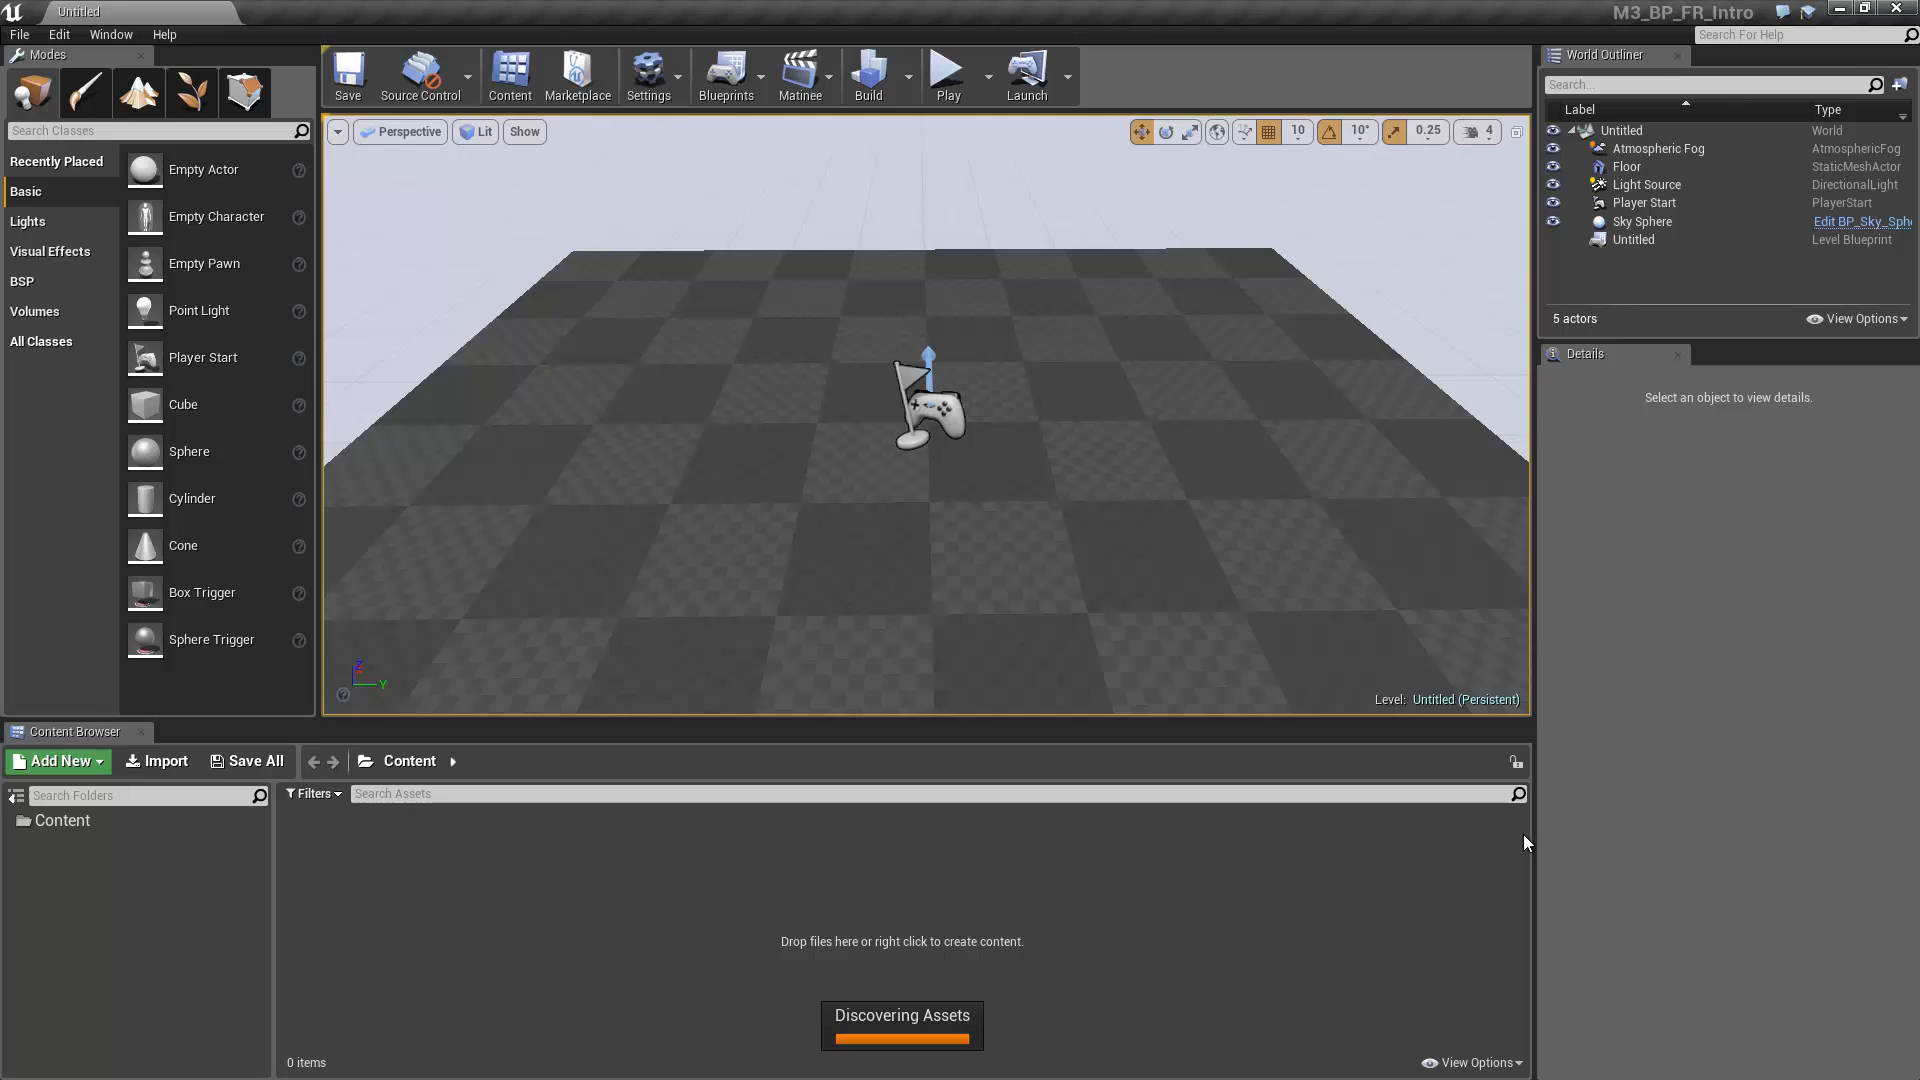 Untitled
M3_BP_FR_Intro
File Edit Window Help
Search For Help
Modes
Search Classes
Recently Placed
Basic
Lights
Visual Effects
BSP
Volumes
All Classes
Empty Actor
Empty Character
Empty Pawn
Point Light
Player Start
Cube
Sphere
Cylinder
Cone
Box Trigger
Sphere Trigger
Save Source Control Content Marketplace Settings Blueprints Matinee Build Play Launch
Perspective Lit Show
10 10° 0.25 4
Z
Y
Level: Untitled (Persistent)
World Outliner
Search...
Label Type
Untitled World
Atmospheric Fog AtmosphericFog
Floor StaticMeshActor
Light Source DirectionalLight
Player Start PlayerStart
Sky Sphere Edit BP_Sky_Sph
Untitled Level Blueprint
5 actors View Options
Details
Select an object to view details.
Content Browser
Add New Import Save All Content
Search Folders
Content
Filters Search Assets
Drop files here or right click to create content.
Discovering Assets
0 items View Options